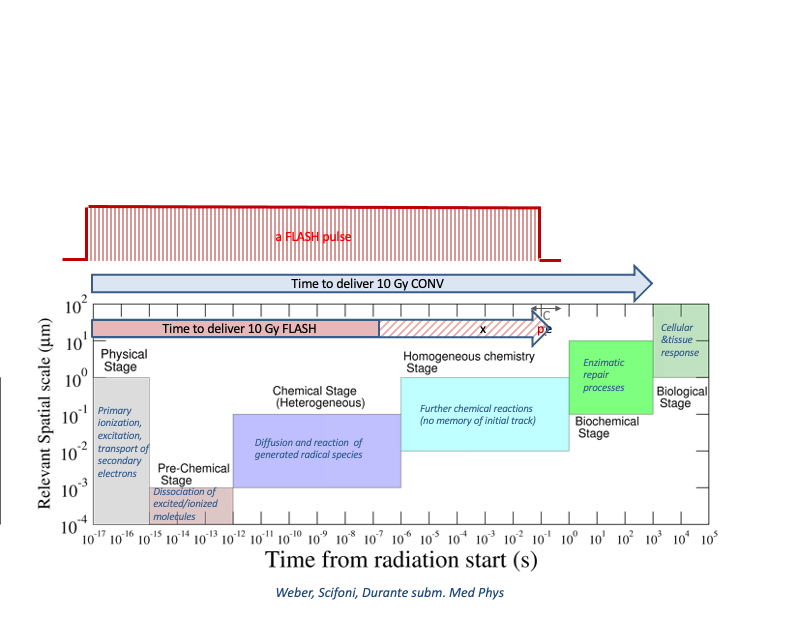 a FLASH pulse
Time to deliver 10 Gy CONV
Time to deliver 10 Gy FLASH
x
C
pe
Relevant Spatial scale (μm)
10²
10¹
10⁰
10⁻¹
10⁻²
10⁻³
10⁻⁴
Physical
Stage
Primary
ionization,
excitation,
transport of
secondary
electrons
Pre-Chemical
Stage
Dissociation of
excited/ionized
molecules
Chemical Stage
(Heterogeneous)
Diffusion and reaction of
generated radical species
Homogeneous chemistry
Stage
Further chemical reactions
(no memory of initial track)
Enzimatic
repair
processes
Biochemical
Stage
Cellular
&tissue
response
Biological
Stage
10⁻¹⁷ 10⁻¹⁶ 10⁻¹⁵ 10⁻¹⁴ 10⁻¹³ 10⁻¹² 10⁻¹¹ 10⁻¹⁰ 10⁻⁹ 10⁻⁸ 10⁻⁷ 10⁻⁶ 10⁻⁵ 10⁻⁴ 10⁻³ 10⁻² 10⁻¹ 10⁰ 10¹ 10² 10³ 10⁴ 10⁵
Time from radiation start (s)
Weber, Scifoni, Durante subm. Med Phys